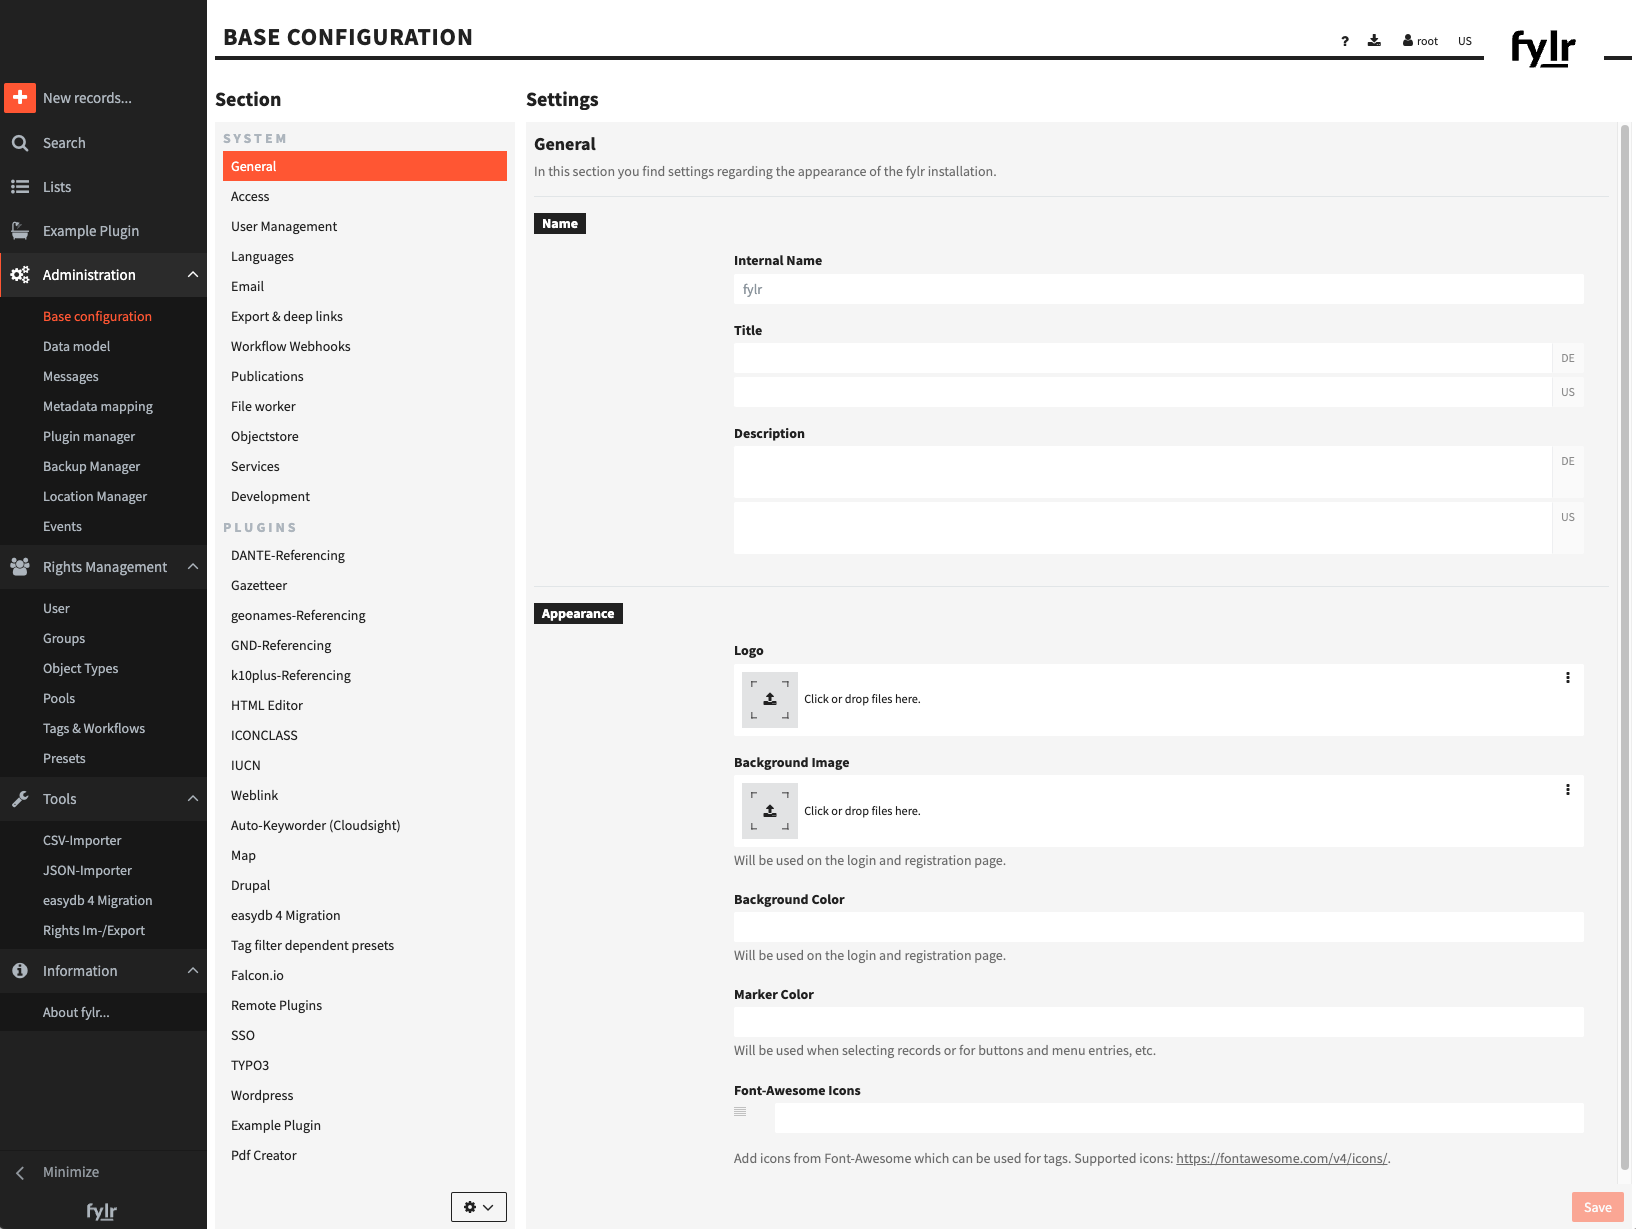 BASE CONFIGURATION
?
root
US
fylr
New records...
Search
Lists
Example Plugin
Administration
Base configuration
Data model
Messages
Metadata mapping
Plugin manager
Backup Manager
Location Manager
Events
Rights Management
User
Groups
Object Types
Pools
Tags & Workflows
Presets
Tools
CSV-Importer
JSON-Importer
easydb 4 Migration
Rights Im-/Export
Information
About fylr...
Minimize
fylr
Section
SYSTEM
General
Access
User Management
Languages
Email
Export & deep links
Workflow Webhooks
Publications
File worker
Objectstore
Services
Development
PLUGINS
DANTE-Referencing
Gazetteer
geonames-Referencing
GND-Referencing
k10plus-Referencing
HTML Editor
ICONCLASS
IUCN
Weblink
Auto-Keyworder (Cloudsight)
Map
Drupal
easydb 4 Migration
Tag filter dependent presets
Falcon.io
Remote Plugins
SSO
TYPO3
Wordpress
Example Plugin
Pdf Creator
Settings
General
In this section you find settings regarding the appearance of the fylr installation.
Name
Internal Name
fylr
Title
DE
US
Description
DE
US
Appearance
Logo
Click or drop files here.
Background Image
Click or drop files here.
Will be used on the login and registration page.
Background Color
Will be used on the login and registration page.
Marker Color
Will be used when selecting records or for buttons and menu entries, etc.
Font-Awesome Icons
Add icons from Font-Awesome which can be used for tags. Supported icons: https://fontawesome.com/v4/icons/.
Save